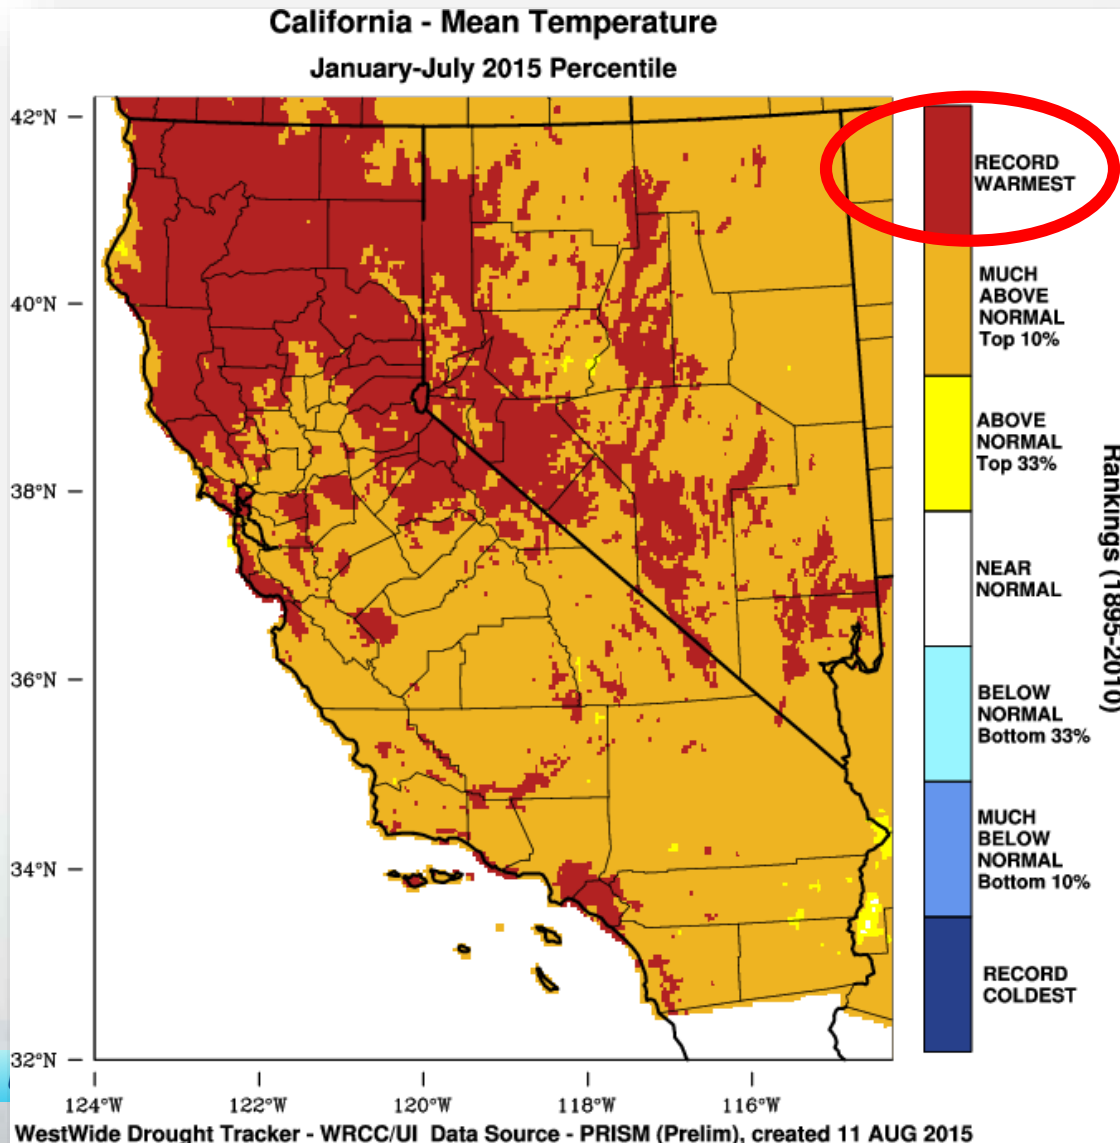 California - Mean Temperature
January-July 2015 Percentile
42°N
40°N
38°N
36°N
34°N
32°N
124°W
122°W
120°W
118°W
116°W
RECORD
WARMEST
MUCH
ABOVE
NORMAL
Top 10%
ABOVE
NORMAL
Top 33%
NEAR
NORMAL
BELOW
NORMAL
Bottom 33%
MUCH
BELOW
NORMAL
Bottom 10%
RECORD
COLDEST
Rankings (1895-2010)
WestWide Drought Tracker - WRCC/UI Data Source - PRISM (Prelim), created 11 AUG 2015